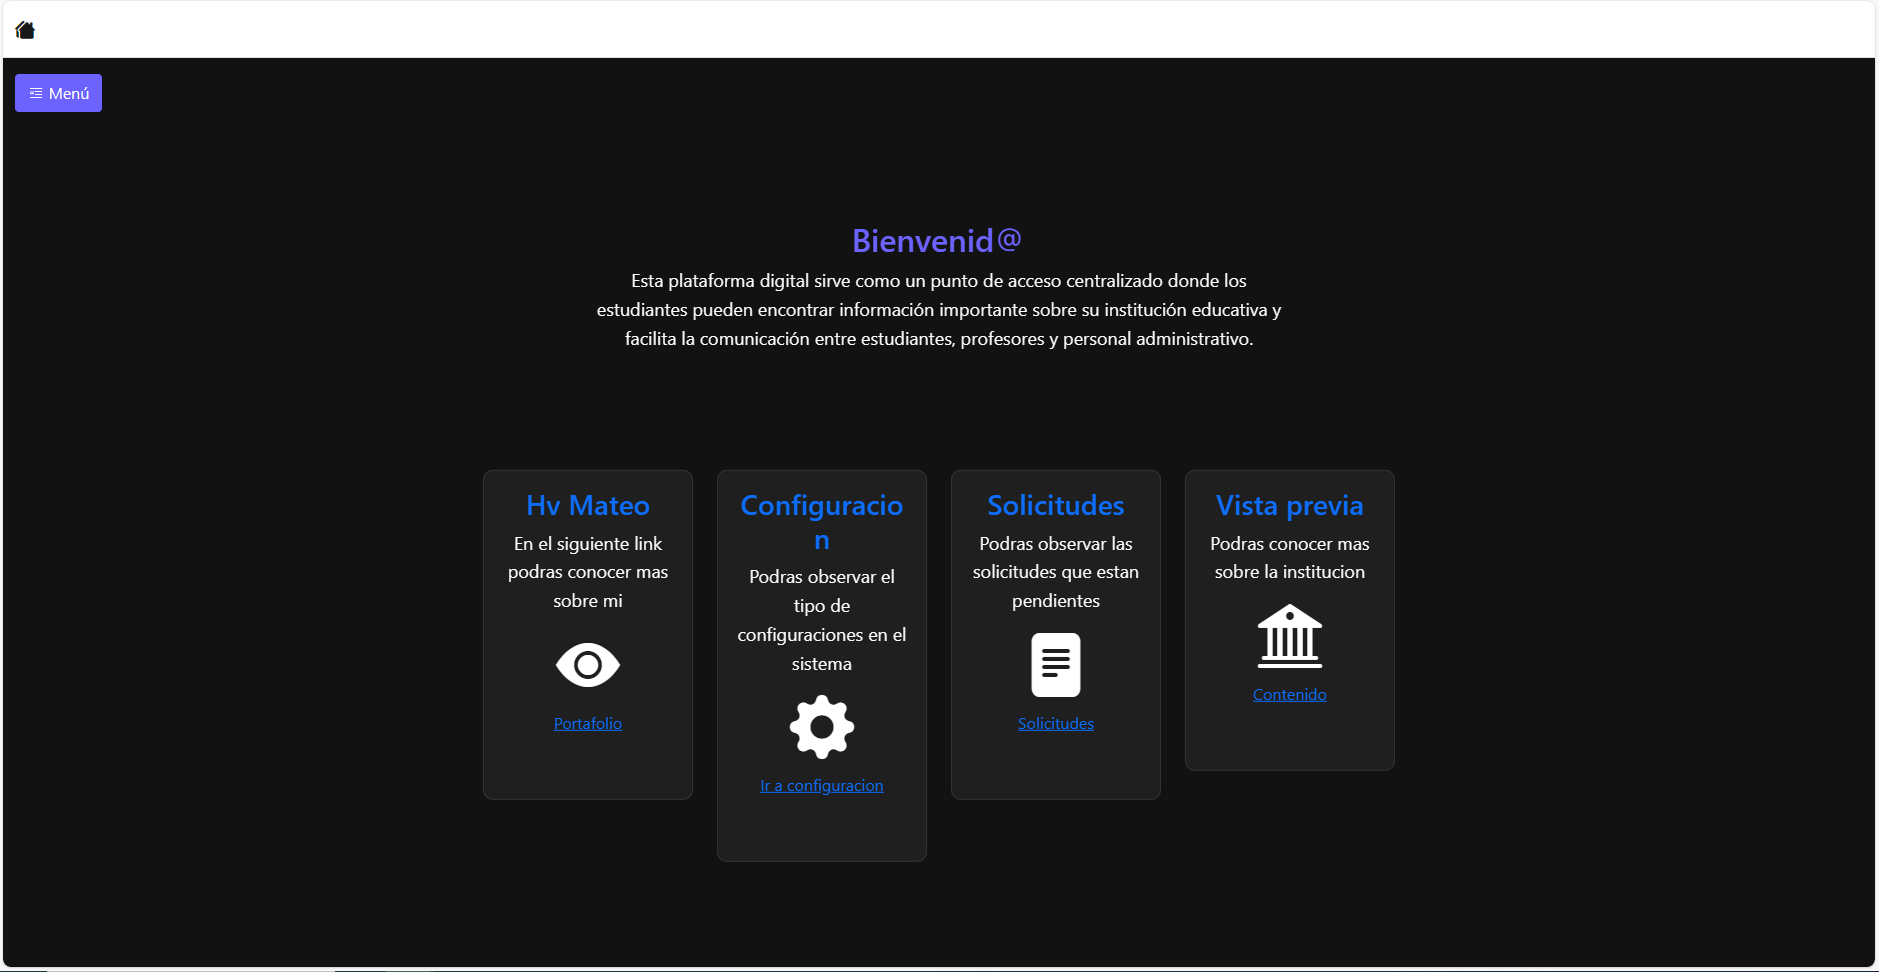 Menú
Bienvenid@
Esta plataforma digital sirve como un punto de acceso centralizado donde los
estudiantes pueden encontrar información importante sobre su institución educativa y
facilita la comunicación entre estudiantes, profesores y personal administrativo.
Hv Mateo
En el siguiente link
podras conocer mas
sobre mi
Portafolio
Configuracio
n
Podras observar el
tipo de
configuraciones en el
sistema
Ir a configuracion
Solicitudes
Podras observar las
solicitudes que estan
pendientes
Solicitudes
Vista previa
Podras conocer mas
sobre la institucion
Contenido